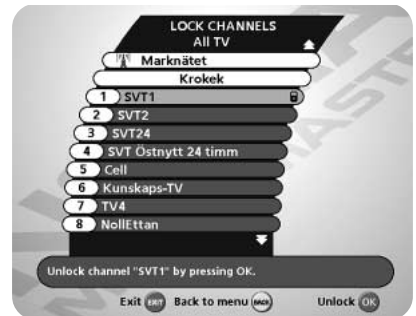 LOCK CHANNELS
All TV
Marknätet
Krokek
1 SVT1
2 SVT2
3 SVT24
4 SVT Östnytt 24 timm
5 Cell
6 Kunskaps-TV
7 TV4
8 NollEttan
Unlock channel "SVT1" by pressing OK.
Exit EXIT Back to menu BACK Unlock OK